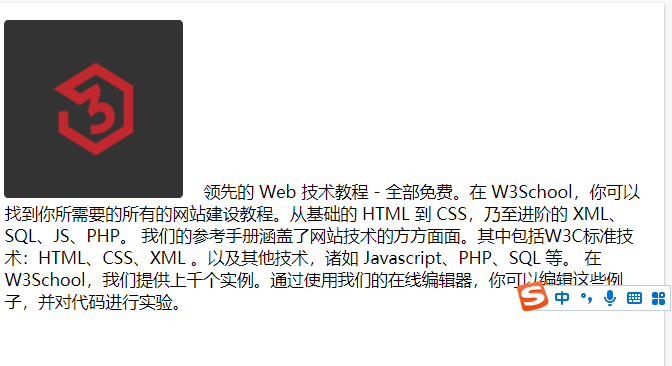 3
领先的 Web 技术教程 - 全部免费。在 W3School，你可以
找到你所需要的所有的网站建设教程。从基础的 HTML 到 CSS，乃至进阶的 XML、
SQL、JS、PHP。 我们的参考手册涵盖了网站技术的方方面面。其中包括W3C标准技
术：HTML、CSS、XML 。以及其他技术，诸如 Javascript、PHP、SQL 等。 在
W3School，我们提供上千个实例。通过使用我们的在线编辑器，你可以编辑这些例
子，并对代码进行实验。
S 中